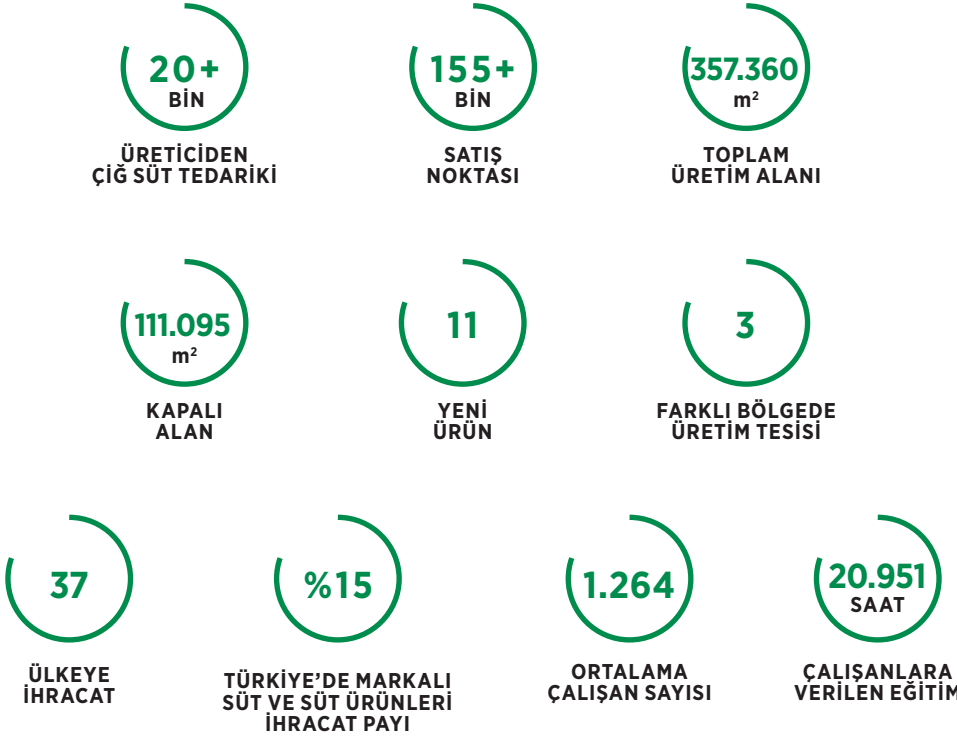 20+
BİN
ÜRETİCİDEN
ÇİĞ SÜT TEDARİKİ
155+
BİN
SATIŞ
NOKTASI
357.360
m²
TOPLAM
ÜRETİM ALANI
111.095
m²
KAPALI
ALAN
11
YENİ
ÜRÜN
3
FARKLI BÖLGEDE
ÜRETİM TESİSİ
37
ÜLKEYE
İHRACAT
%15
TÜRKİYE’DE MARKALI
SÜT VE SÜT ÜRÜNLERİ
İHRACAT PAYI
1.264
ORTALAMA
ÇALIŞAN SAYISI
20.951
SAAT
ÇALIŞANLARA
VERİLEN EĞİTİM